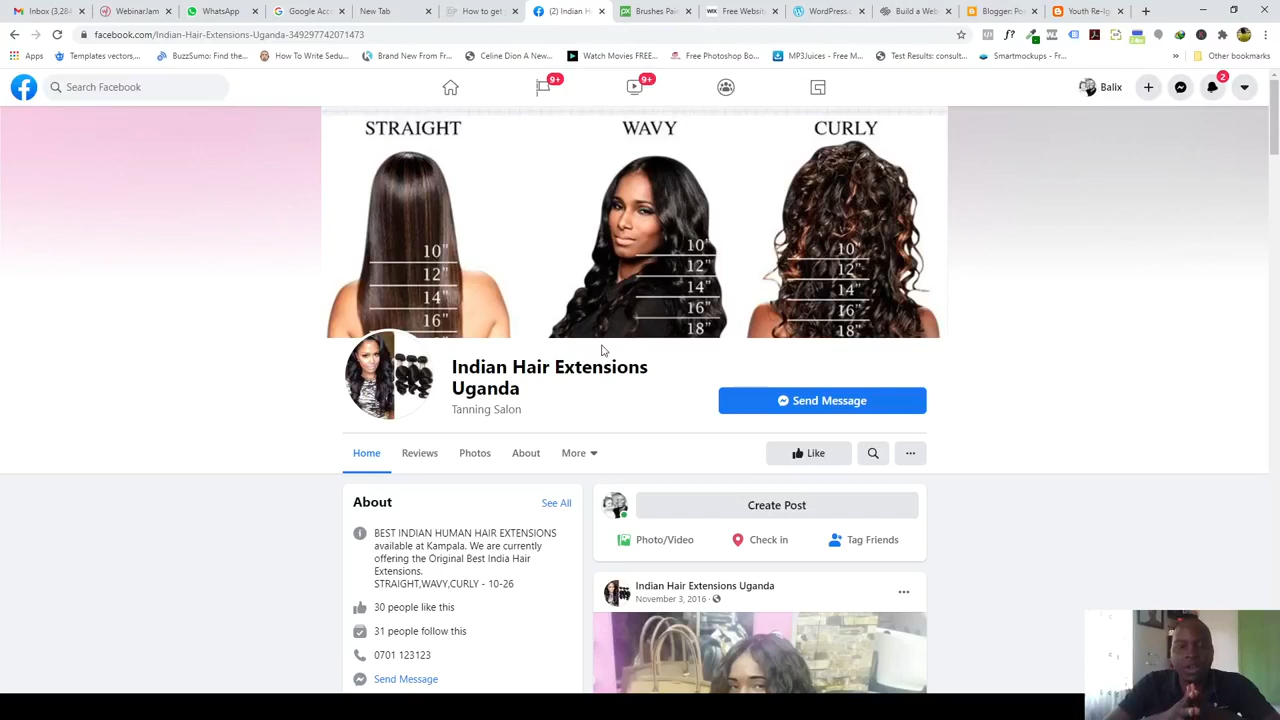 Inbox (3,284
WebinarJam
WhatsApp
Google Acc
New Tab
How to get
(2) Indian H
Brushes Pai
Free Websit
WordPress.c
Build a Web
Blogger: Po
Youth Re-Ig
facebook.com/Indian-Hair-Extensions-Uganda-349297742071473
Apps
Templates vectors,...
BuzzSumo: Find the...
How To Write Sedu...
Brand New From Fr...
Celine Dion A New...
Watch Movies FREE...
Free Photoshop Bo...
MP3Juices - Free M...
Test Results: consult...
Smartmockups - Fr...
»
Other bookmarks
Search Facebook
9+
9+
Balix
2
STRAIGHT
WAVY
CURLY
10"
12"
14"
16"
10"
12"
14"
16"
18"
10"
12"
14"
16"
18"
Indian Hair Extensions
Uganda
Tanning Salon
Send Message
Home
Reviews
Photos
About
More
Like
About
See All
BEST INDIAN HUMAN HAIR EXTENSIONS
available at Kampala. We are currently
offering the Original Best India Hair
Extensions.
STRAIGHT,WAVY,CURLY - 10-26
30 people like this
31 people follow this
0701 123123
Send Message
Create Post
Photo/Video
Check in
Tag Friends
Indian Hair Extensions Uganda
November 3, 2016 ·